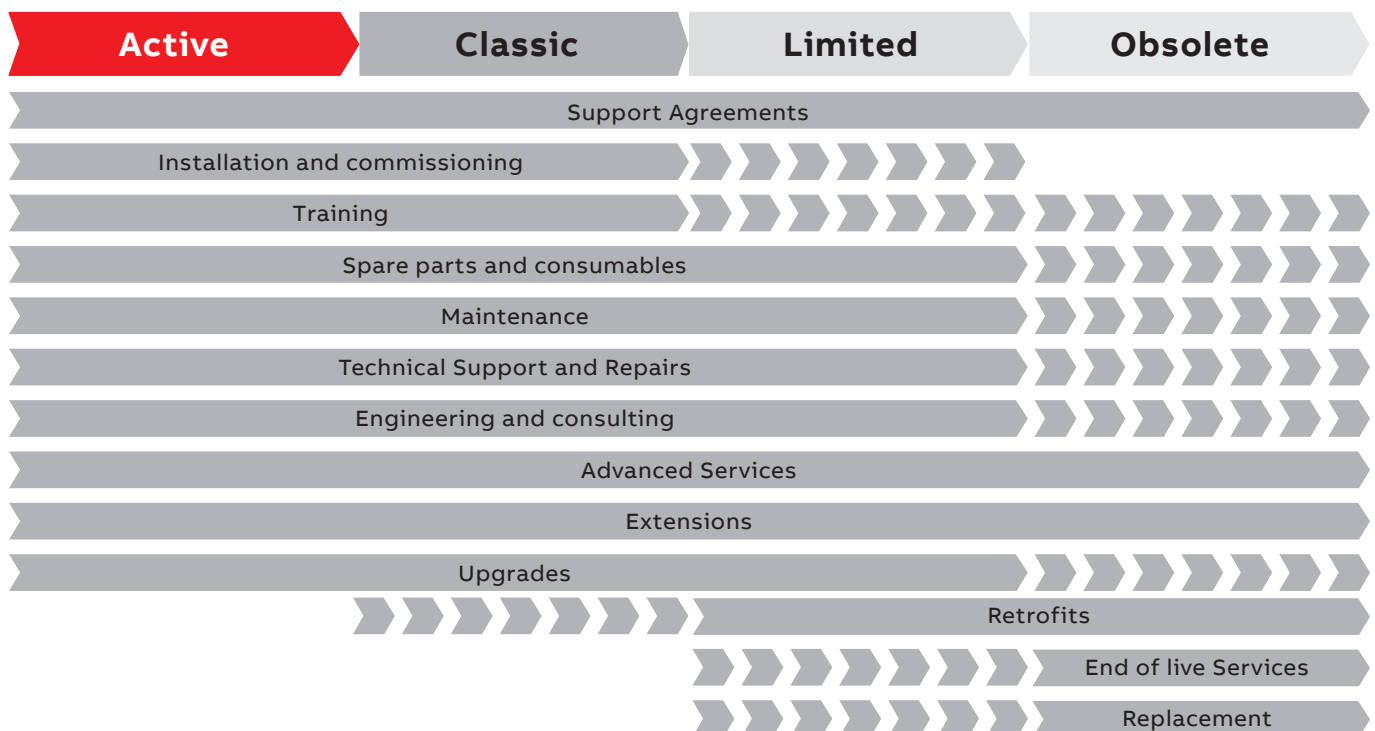 Active
Classic
Limited
Obsolete
Support Agreements
Installation and commissioning
Training
Spare parts and consumables
Maintenance
Technical Support and Repairs
Engineering and consulting
Advanced Services
Extensions
Upgrades
Retrofits
End of live Services
Replacement